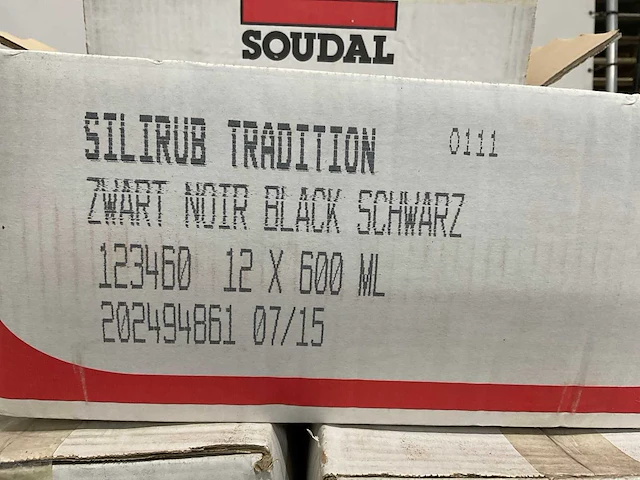 SOUDAL
SILIRUB TRADITION 0111
ZWART NOIR BLACK SCHWARZ
123460 12 X 600 ML
202494861 07/15